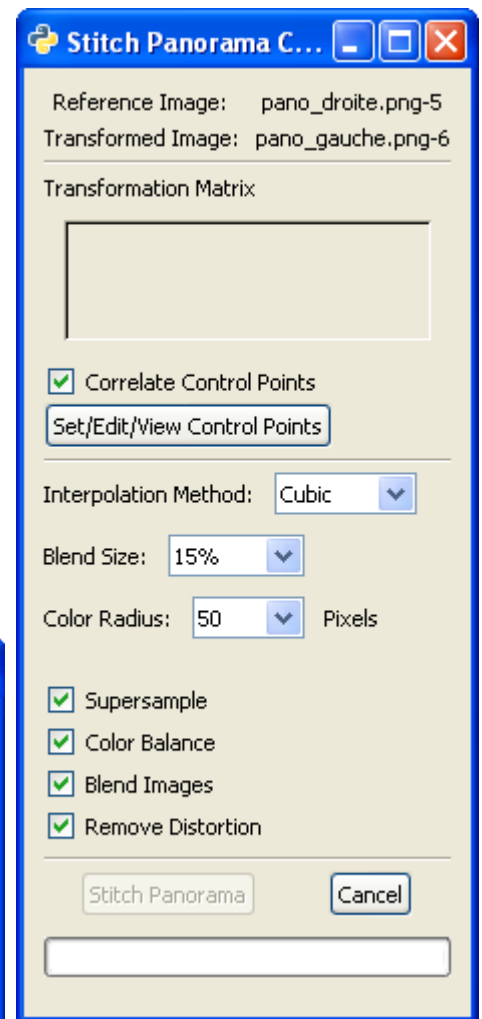 Stitch Panorama C...
Reference Image: pano_droite.png-5
Transformed Image: pano_gauche.png-6
Transformation Matrix
Correlate Control Points
Set/Edit/View Control Points
Interpolation Method: Cubic
Blend Size: 15%
Color Radius: 50 Pixels
Supersample
Color Balance
Blend Images
Remove Distortion
Stitch Panorama Cancel